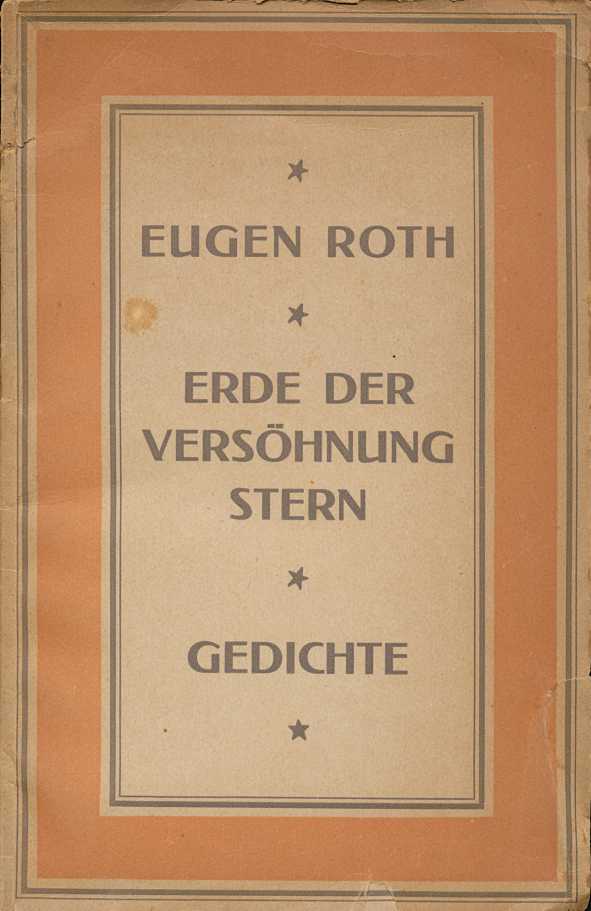 EUGEN ROTH
ERDE DER
VERSÖHNUNG
STERN
GEDICHTE